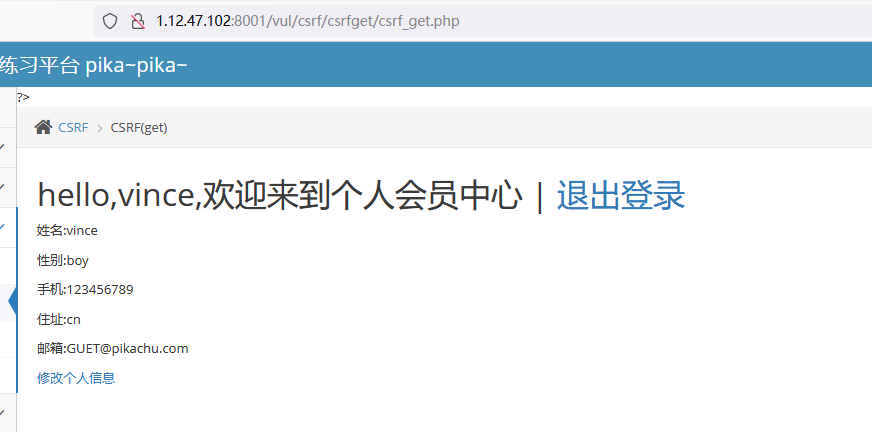 1.12.47.102:8001/vul/csrf/csrfget/csrf_get.php
练习平台 pika~pika~
?>
CSRF > CSRF(get)
hello,vince,欢迎来到个人会员中心 | 退出登录
姓名:vince
性别:boy
手机:123456789
住址:cn
邮箱:GUET@pikachu.com
修改个人信息